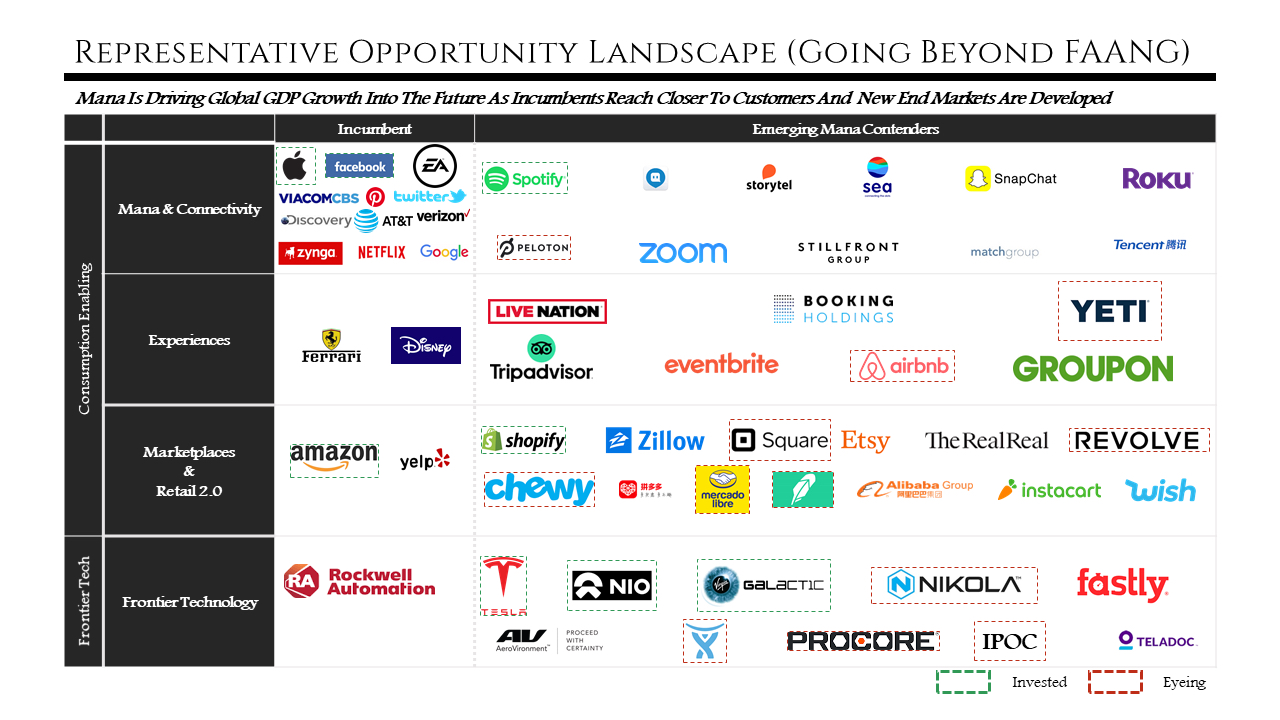 Representative Opportunity Landscape (Going Beyond FAANG)
Mana Is Driving Global GDP Growth Into The Future As Incumbents Reach Closer To Customers And New End Markets Are Developed
Incumbent
Emerging Mana Contenders
Consumption Enabling
Mana & Connectivity
facebook
EA
VIACOMCBS
twitter
Discovery
AT&T
verizon✓
zynga
NETFLIX
Google
Spotify
storytel
sea
SnapChat
Roku
PELOTON
zoom
STILLFRONT
GROUP
matchgroup
Tencent 腾讯
Experiences
Ferrari
Disney
LIVE NATION
BOOKING
HOLDINGS
YETI
Tripadvisor
eventbrite
airbnb
GROUPON
Marketplaces
&
Retail 2.0
amazon
yelp
shopify
Zillow
Square
Etsy
TheRealReal
REVOLVE
chewy
拼多多
mercado
libre
Alibaba Group
阿里巴巴集团
instacart
wish
Frontier Tech
Frontier Technology
RA
Rockwell
Automation
TESLA
NIO
Virgin
GALACTIC
NIKOLA™
fastly
AV
AeroVironment™
PROCEED
WITH
CERTAINTY
PROCORE
IPOC
TELADOC
Invested
Eyeing